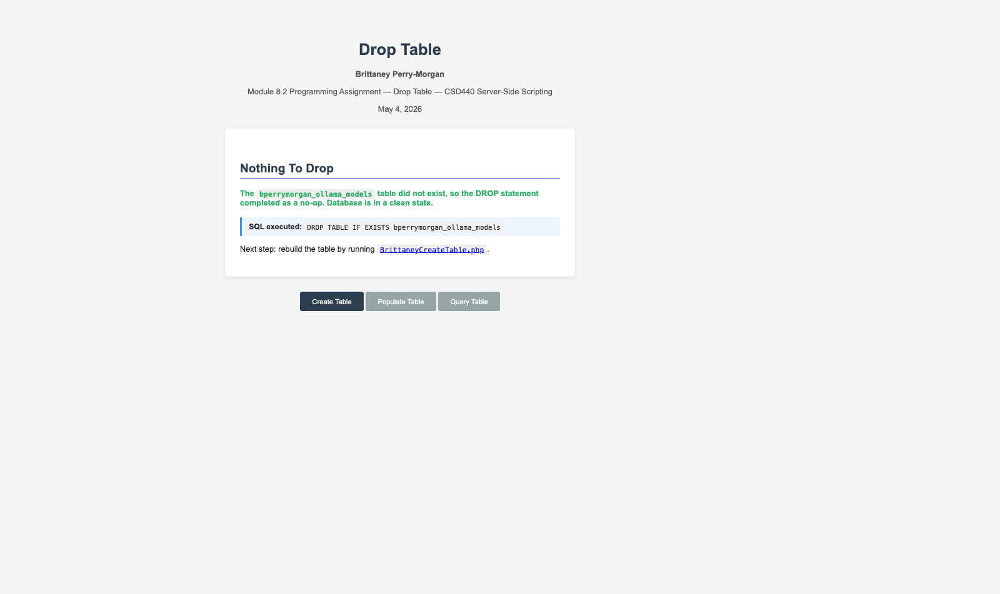 Drop Table
Brittaney Perry-Morgan
Module 8.2 Programming Assignment — Drop Table — CSD440 Server-Side Scripting
May 4, 2026
Nothing To Drop
The bperrymorgan_ollama_models table did not exist, so the DROP statement
completed as a no-op. Database is in a clean state.
SQL executed: DROP TABLE IF EXISTS bperrymorgan_ollama_models
Next step: rebuild the table by running BrittaneyCreateTable.php.
Create Table Populate Table Query Table